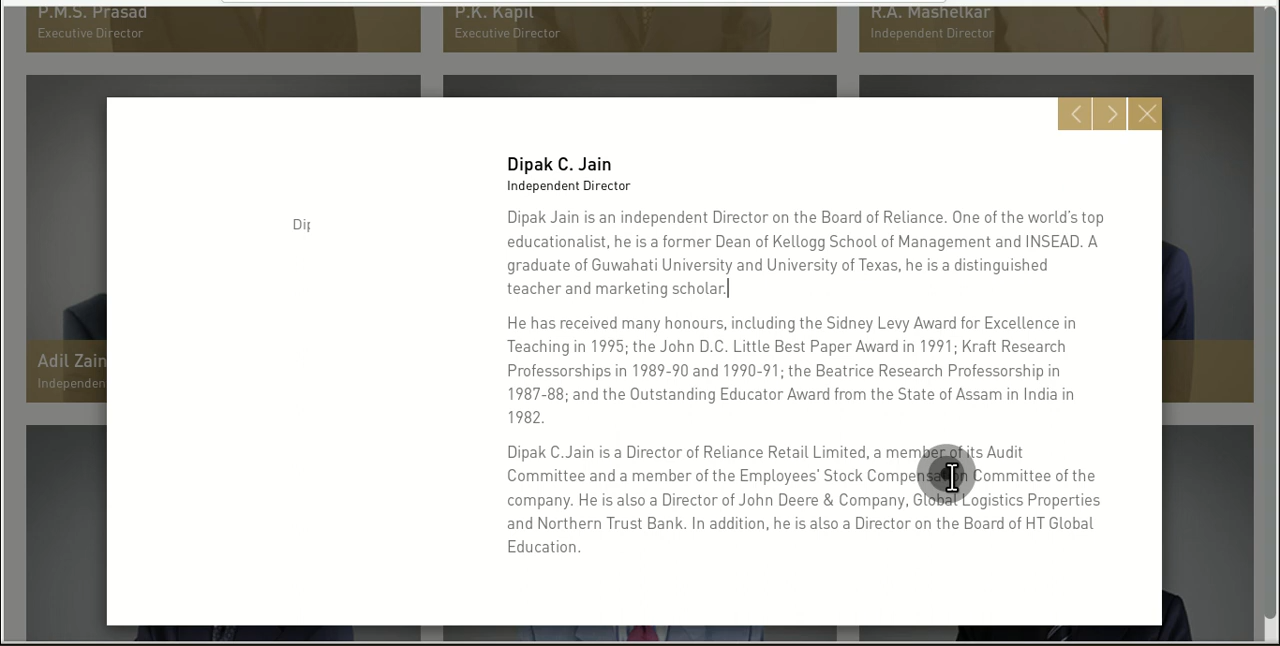 P.M.S. Prasad
Executive Director
P.K. Kapil
Executive Director
R.A. Mashelkar
Independent Director
Dipak C. Jain
Independent Director
Dip
Dipak Jain is an independent Director on the Board of Reliance. One of the world's top
educationalist, he is a former Dean of Kellogg School of Management and INSEAD. A
graduate of Guwahati University and University of Texas, he is a distinguished
teacher and marketing scholar.
He has received many honours, including the Sidney Levy Award for Excellence in
Teaching in 1995; the John D.C. Little Best Paper Award in 1991; Kraft Research
Professorships in 1989-90 and 1990-91; the Beatrice Research Professorship in
1987-88; and the Outstanding Educator Award from the State of Assam in India in
1982.
Adil Zain
Independen
Dipak C.Jain is a Director of Reliance Retail Limited, a member of its Audit
Committee and a member of the Employees' Stock Compensation Committee of the
company. He is also a Director of John Deere & Company, Global Logistics Properties
and Northern Trust Bank. In addition, he is also a Director on the Board of HT Global
Education.